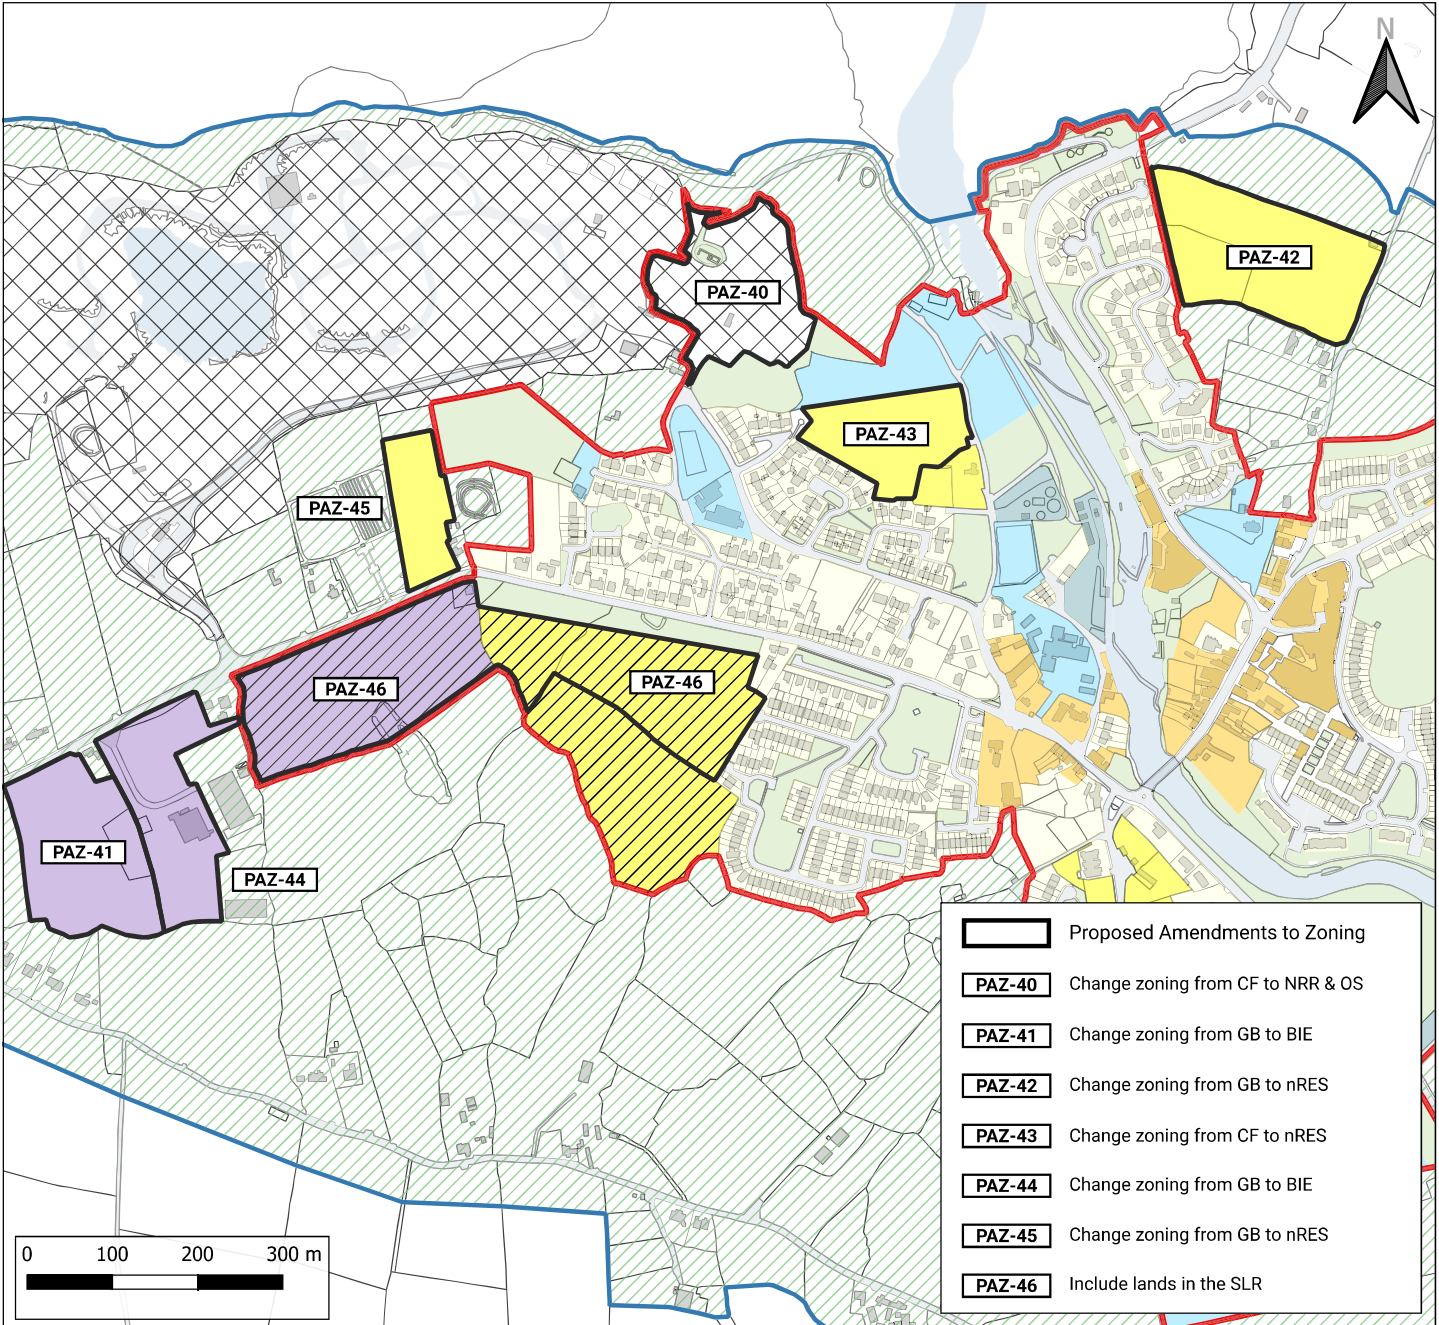 N
PAZ-42
PAZ-40
PAZ-43
PAZ-45
PAZ-46
PAZ-46
PAZ-41
PAZ-44
Proposed Amendments to Zoning
PAZ-40 Change zoning from CF to NRR & OS
PAZ-41 Change zoning from GB to BIE
PAZ-42 Change zoning from GB to nRES
PAZ-43 Change zoning from CF to nRES
PAZ-44 Change zoning from GB to BIE
PAZ-45 Change zoning from GB to nRES
PAZ-46 Include lands in the SLR
0 100 200 300 m